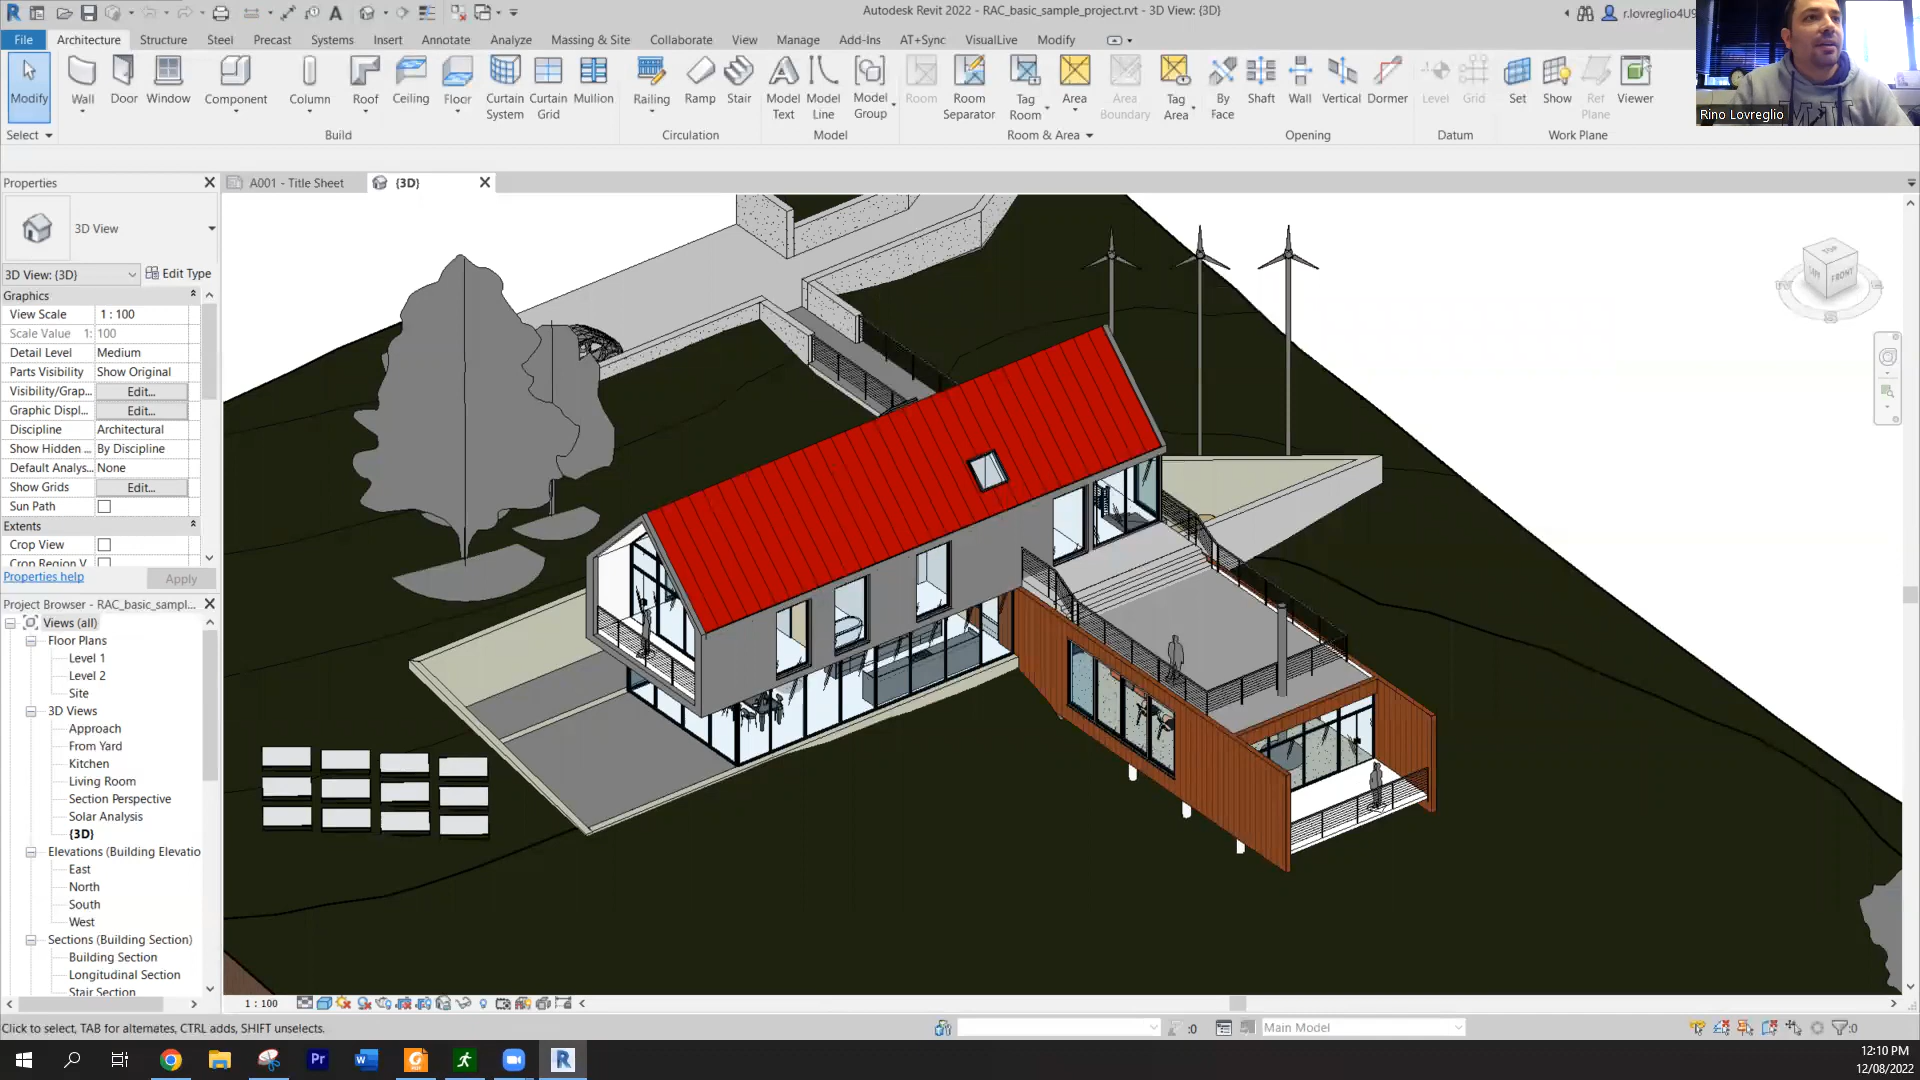 Autodesk Revit 2022 - RAC_basic_sample_project.rvt - 3D View: {3D}
r.lovreglio4U9
File Architecture Structure Steel Precast Systems Insert Annotate Analyze Massing & Site Collaborate View Manage Add-Ins AT+Sync VisualLive Modify
Modify Wall Door Window Component Column Roof Ceiling Floor Curtain System Curtain Grid Mullion Railing Ramp Stair Model Text Model Line Model Group Room Room Separator Tag Room Area Area Boundary Tag Area By Face Shaft Wall Vertical Dormer Level Grid Set Show Ref Plane Viewer
Select Build Circulation Model Room & Area Opening Datum Work Plane
Rino Lovreglio
Properties
A001 - Title Sheet
{3D}
3D View
3D View: {3D} Edit Type
Graphics
View Scale 1 : 100
Scale Value 1: 100
Detail Level Medium
Parts Visibility Show Original
Visibility/Grap... Edit...
Graphic Displ... Edit...
Discipline Architectural
Show Hidden ... By Discipline
Default Analys... None
Show Grids Edit...
Sun Path
Extents
Crop View
Crop Region V
Properties help Apply
Project Browser - RAC_basic_sampl...
Views (all)
Floor Plans
Level 1
Level 2
Site
3D Views
Approach
From Yard
Kitchen
Living Room
Section Perspective
Solar Analysis
{3D}
Elevations (Building Elevatio
East
North
South
West
Sections (Building Section)
Building Section
Longitudinal Section
Stair Section
TOP
FRONT
1 : 100
Click to select, TAB for alternates, CTRL adds, SHIFT unselects.
:0
Main Model
:0
Pr
12:10 PM
12/08/2022